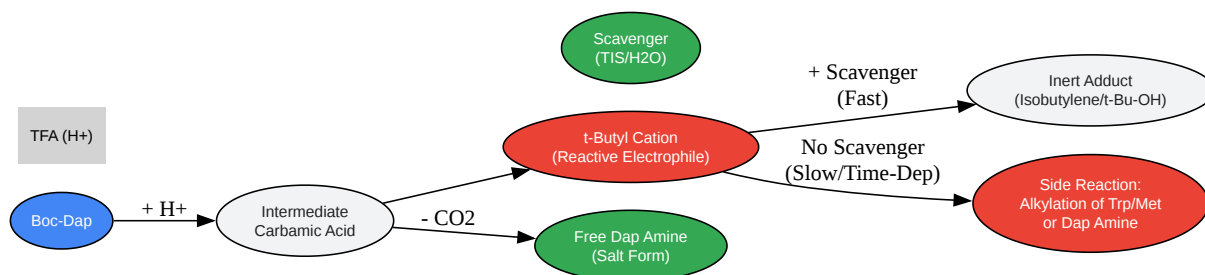 Scavenger
(TIS/H2O)
+ Scavenger
(Fast)
Inert Adduct
(Isobutylene/t-Bu-OH)
TFA (H+)
t-Butyl Cation
(Reactive Electrophile)
No Scavenger
(Slow/Time-Dep)
Side Reaction:
Alkylation of Trp/Met
or Dap Amine
Boc-Dap
+ H+
Intermediate
Carbamic Acid
- CO2
Free Dap Amine
(Salt Form)